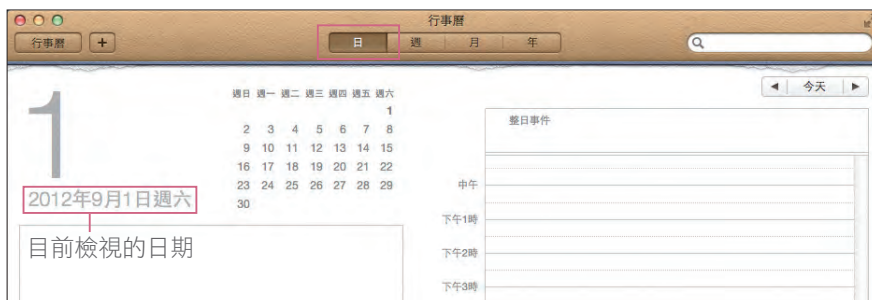 行事曆
行事曆 + 日 週 月 年
◀ 今天 ▶
1
2012年9月1日週六
目前檢視的日期
週日 週一 週二 週三 週四 週五 週六
1
2 3 4 5 6 7 8
9 10 11 12 13 14 15
16 17 18 19 20 21 22
23 24 25 26 27 28 29
30
整日事件
中午
下午1時
下午2時
下午3時